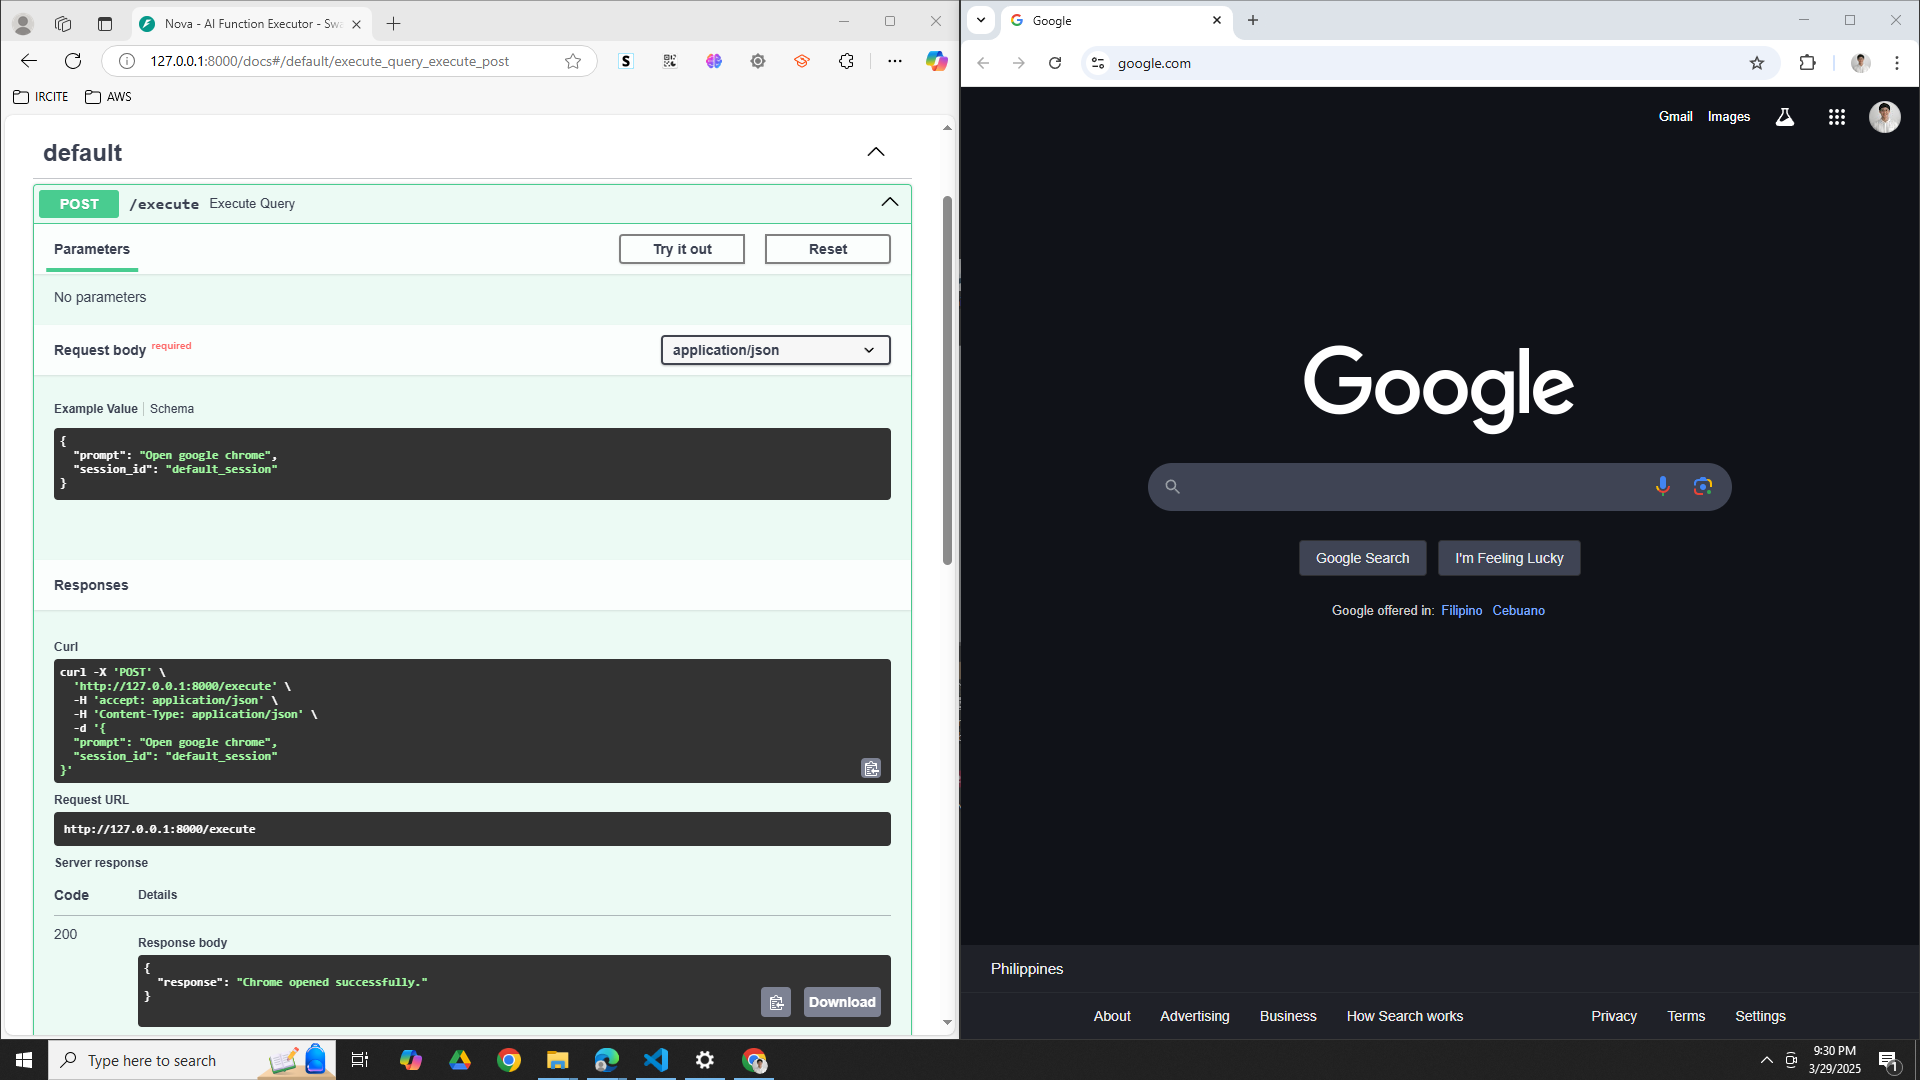 Nova - AI Function Executor - Swa
127.0.0.1:8000/docs#/default/execute_query_execute_post
S
IRCITE
AWS
default
POST
/execute
Execute Query
Parameters
Try it out
Reset
No parameters
Request body required
application/json
Example Value
Schema
{
"prompt": "Open google chrome",
"session_id": "default_session"
}
Responses
Curl
curl -X 'POST' \
'http://127.0.0.1:8000/execute' \
-H 'accept: application/json' \
-H 'Content-Type: application/json' \
-d '{
"prompt": "Open google chrome",
"session_id": "default_session"
}'
Request URL
http://127.0.0.1:8000/execute
Server response
Code
Details
200
Response body
{
"response": "Chrome opened successfully."
}
Download
Google
google.com
Gmail
Images
Google
Google Search
I'm Feeling Lucky
Google offered in: Filipino Cebuano
Philippines
About
Advertising
Business
How Search works
Privacy
Terms
Settings
Type here to search
9:30 PM
3/29/2025
1